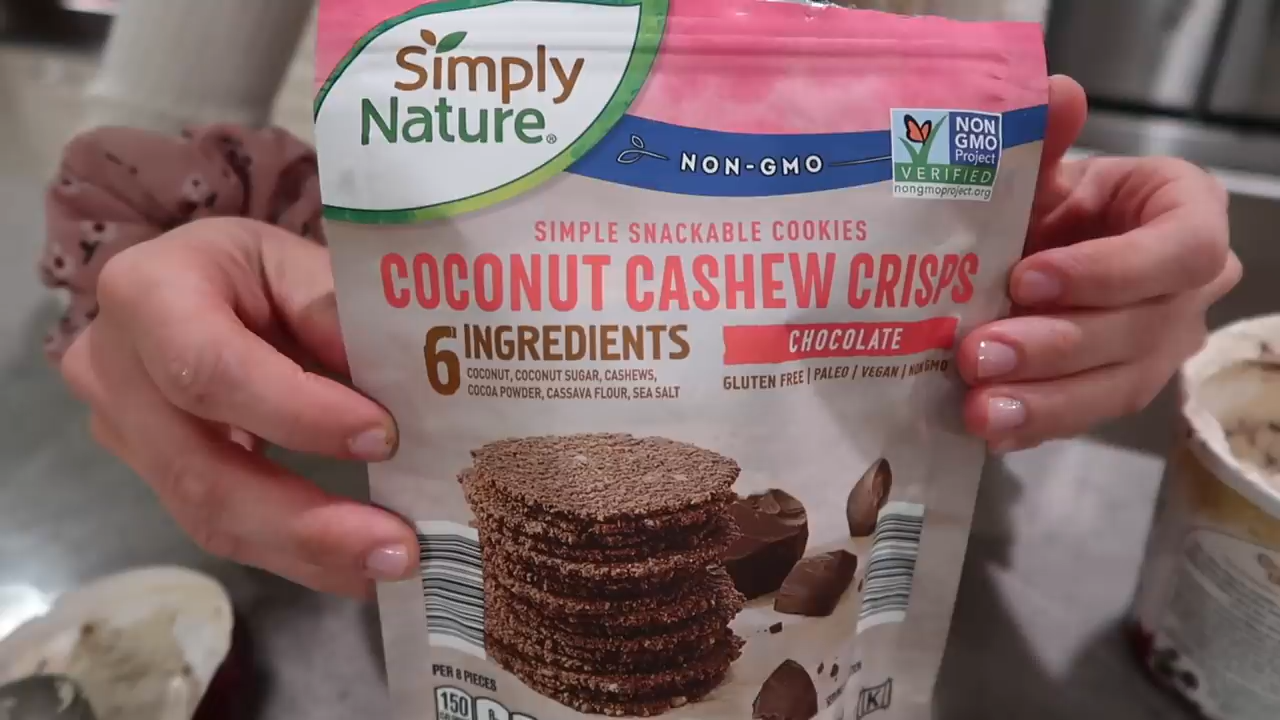 Simply
Nature®
NON-GMO
NON
GMO
Project
VERIFIED
nongmoproject.org
SIMPLE SNACKABLE COOKIES
COCONUT CASHEW CRISPS
6 INGREDIENTS
COCONUT, COCONUT SUGAR, CASHEWS,
COCOA POWDER, CASSAVA FLOUR, SEA SALT
CHOCOLATE
GLUTEN FREE | PALEO / VEGAN | NON GMO
PER 8 PIECES
150
K